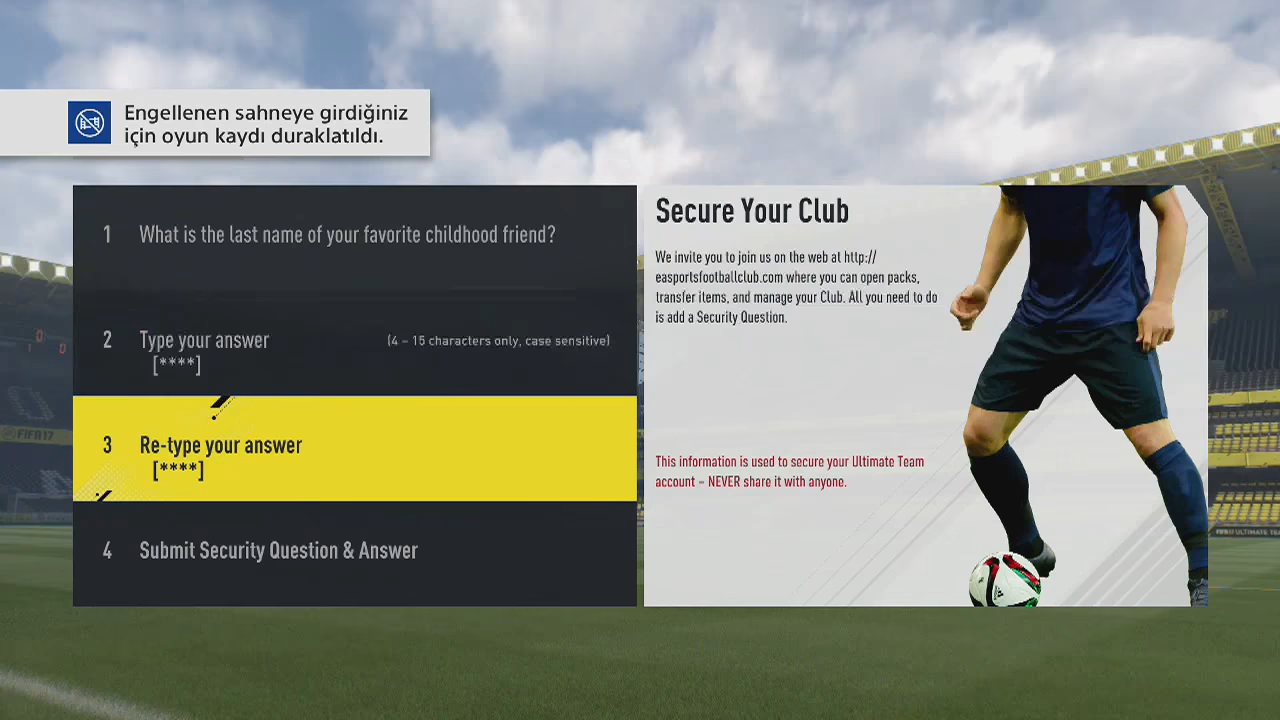 Engellenen sahneye girdiğiniz
için oyun kaydı duraklatıldı.
1 What is the last name of your favorite childhood friend?
2 Type your answer (4 – 15 characters only, case sensitive)
[****]
3 Re-type your answer
[****]
4 Submit Security Question & Answer
Secure Your Club
We invite you to join us on the web at http://
easportsfootballclub.com where you can open packs,
transfer items, and manage your Club. All you need to do
is add a Security Question.
This information is used to secure your Ultimate Team
account – NEVER share it with anyone.
FIFA17